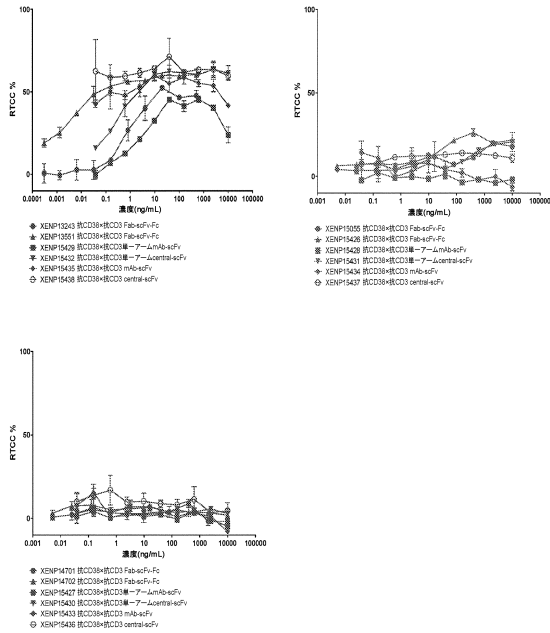 100
50
0
RTCC %
0.0001 0.001 0.01 0.1 1 10 100 1000 10000 100000
濃度(ng/mL)
XENP13243 抗CD38×抗CD3 Fab-scFv-Fc
XENP13551 抗CD38×抗CD3 Fab-scFv-Fc
XENP15429 抗CD38×抗CD3単一アームmAb-scFv
XENP15432 抗CD38×抗CD3単一アームcentral-scFv
XENP15435 抗CD38×抗CD3 mAb-scFv
XENP15438 抗CD38×抗CD3 central-scFv
100
50
0
RTCC %
0.001 0.01 0.1 1 10 100 1000 10000 100000
濃度(ng/mL)
XENP15055 抗CD38×抗CD3 Fab-scFv-Fc
XENP15426 抗CD38×抗CD3 Fab-scFv-Fc
XENP15428 抗CD38×抗CD3単一アームmAb-scFv
XENP15431 抗CD38×抗CD3単一アームcentral-scFv
XENP15434 抗CD38×抗CD3 mAb-scFv
XENP15437 抗CD38×抗CD3 central-scFv
100
50
0
RTCC %
0.001 0.01 0.1 1 10 100 1000 10000 100000
濃度(ng/mL)
XENP14701 抗CD38×抗CD3 Fab-scFv-Fc
XENP14702 抗CD38×抗CD3 Fab-scFv-Fc
XENP15427 抗CD38×抗CD3単一アームmAb-scFv
XENP15430 抗CD38×抗CD3単一アームcentral-scFv
XENP15433 抗CD38×抗CD3 mAb-scFv
XENP15436 抗CD38×抗CD3 central-scFv